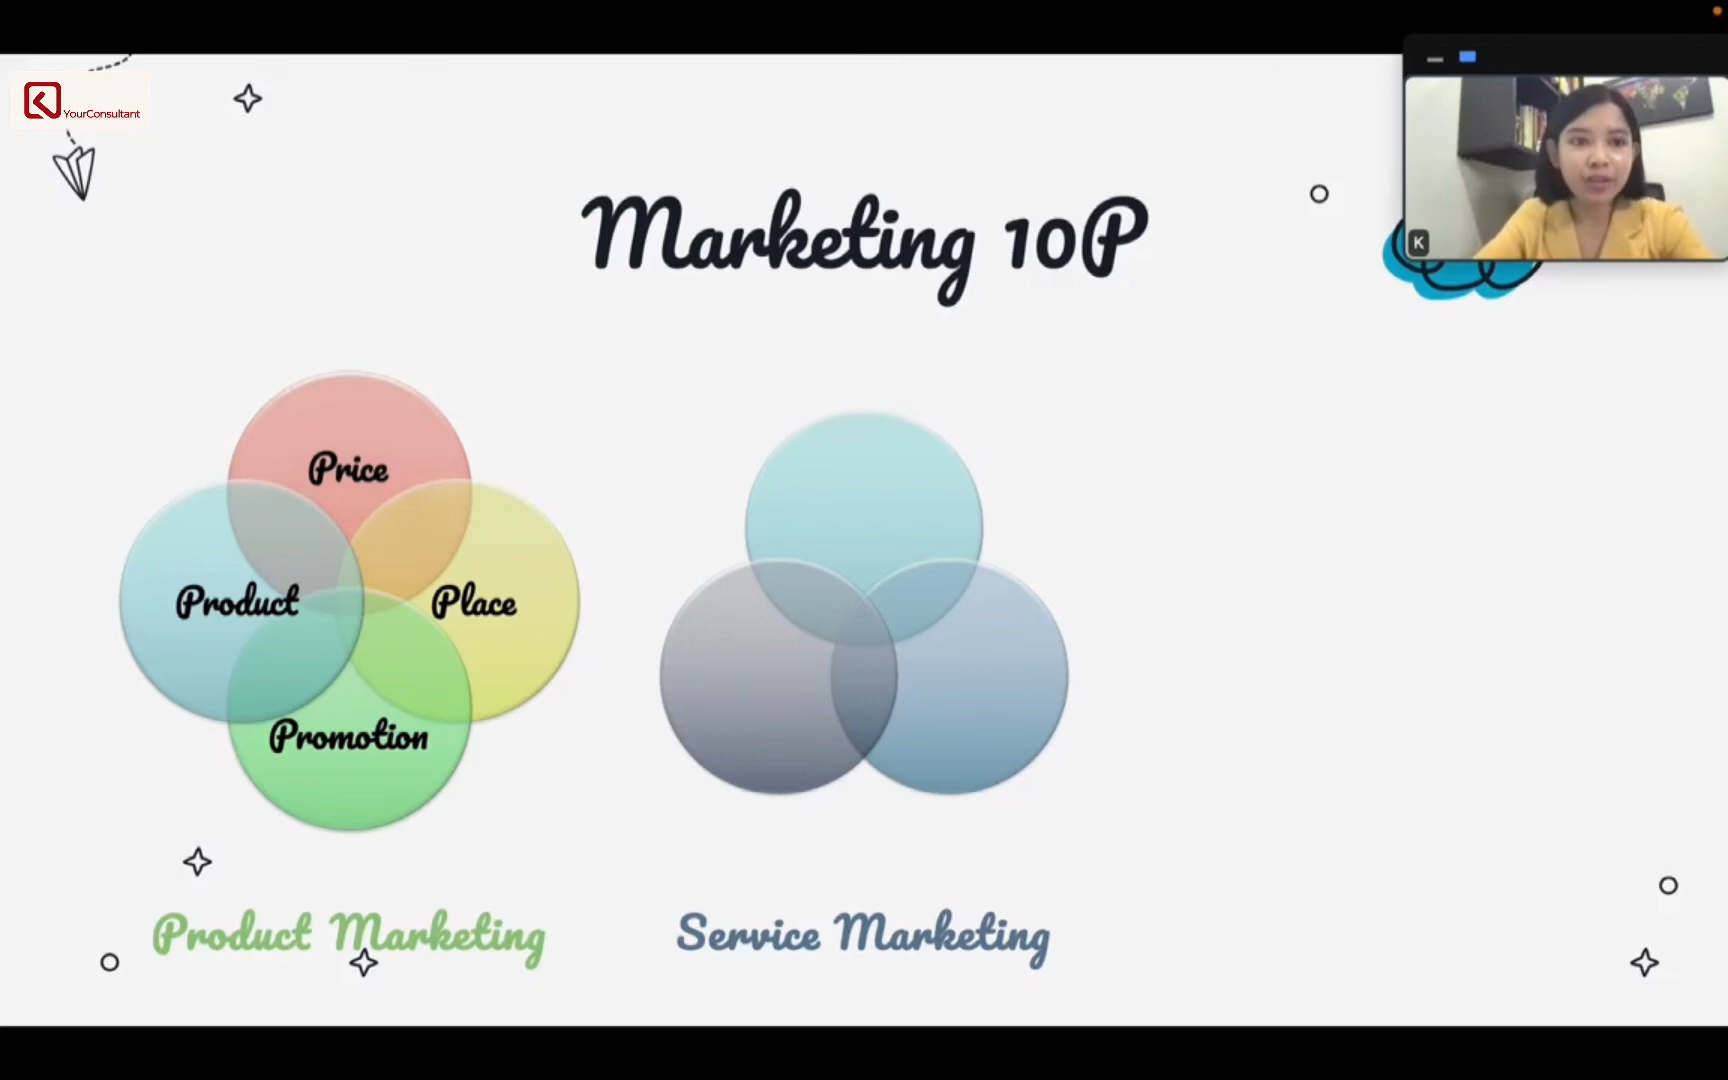 YourConsultant
Marketing 10P
K
Price
Product
Place
Promotion
Product Marketing
Service Marketing